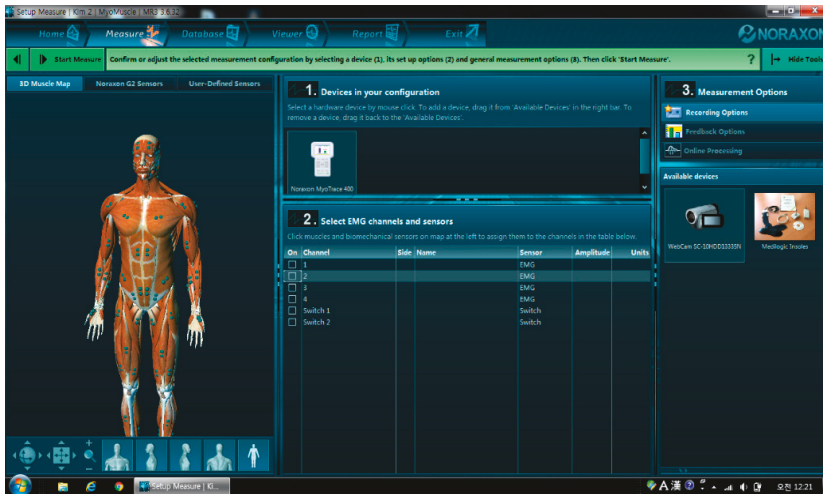 Setup Measure | Kim 2 | MyoMuscle | MR3 3.6.32
Home Measure Database Viewer Report Exit
NORAXON
Start Measure Confirm or adjust the selected measurement configuration by selecting a device (1), its set up options (2) and general measurement options (3). Then click 'Start Measure'. ? Hide Tools
3D Muscle Map Noraxon G2 Sensors User-Defined Sensors
1. Devices in your configuration
Select a hardware device by mouse click. To add a device, drag it from 'Available Devices' in the right bar. To
remove a device, drag it back to the 'Available Devices'.
Noraxon MyoTrace 400
2. Select EMG channels and sensors
Click muscles and biomechanical sensors on map at the left to assign them to the channels in the table below.
On Channel Side Name Sensor Amplitude Units
1 EMG
2 EMG
3 EMG
4 EMG
Switch 1 Switch
Switch 2 Switch
3. Measurement Options
Recording Options
Feedback Options
Online Processing
Available devices
WebCam SC-10HDD13335N
Medilogic Insoles
Setup Measure | Ki...
A 漢
오전 12:21